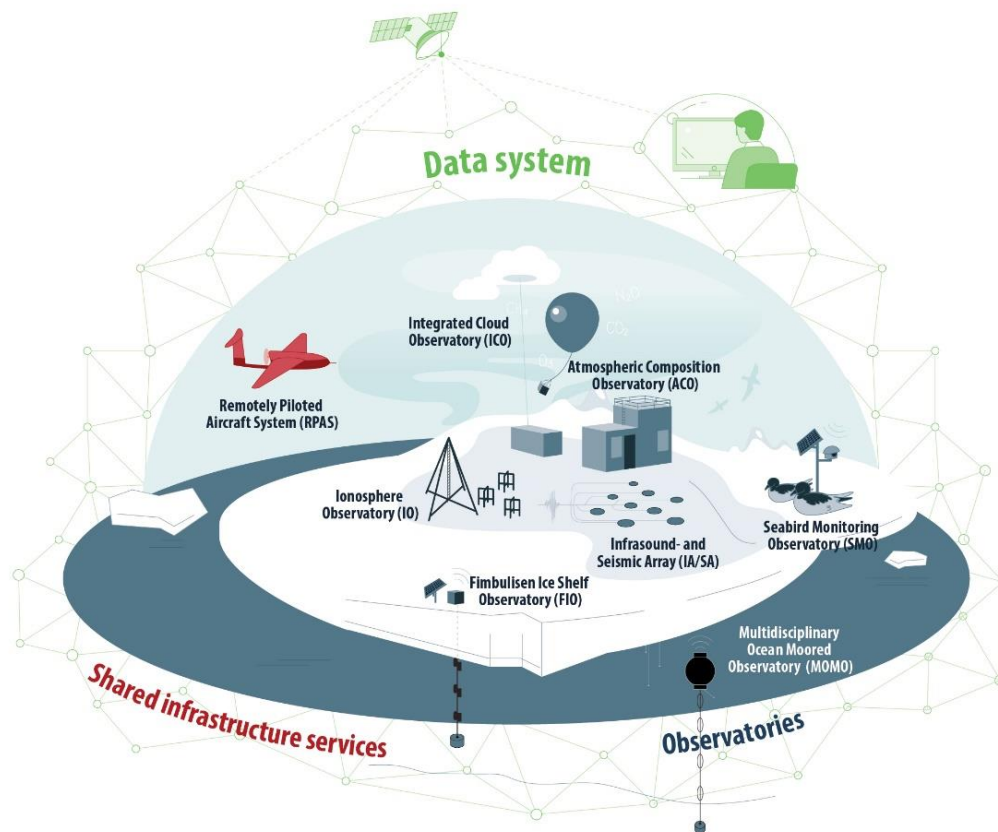 Data system
Integrated Cloud
Observatory (ICO)
H₂O
CO₂
Atmospheric Composition
Observatory (ACO)
Remotely Piloted
Aircraft System (RPAS)
Ionosphere
Observatory (IO)
Infrasound- and
Seismic Array (IA/SA)
Seabird Monitoring
Observatory (SMO)
Fimbulisen Ice Shelf
Observatory (FIO)
Multidisciplinary
Ocean Moored
Observatory (MOMO)
Shared infrastructure services
Observatories